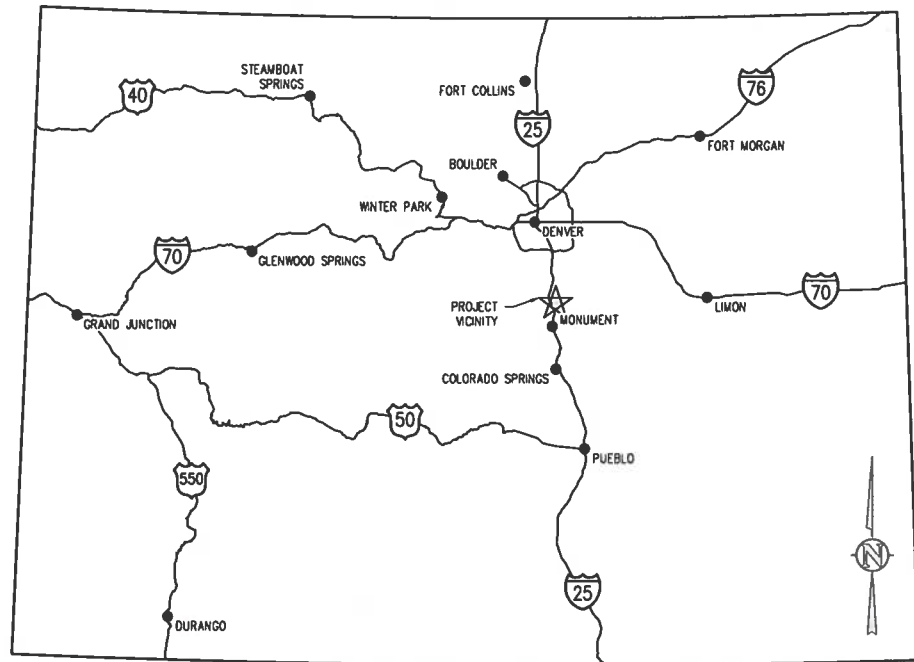 STEAMBOAT
SPRINGS
40
FORT COLLINS
25
76
FORT MORGAN
BOULDER
WINTER PARK
DENVER
70
GLENWOOD SPRINGS
PROJECT
VICINITY
MONUMENT
LIMON
70
GRAND JUNCTION
COLORADO SPRINGS
50
PUEBLO
550
N
25
DURANGO